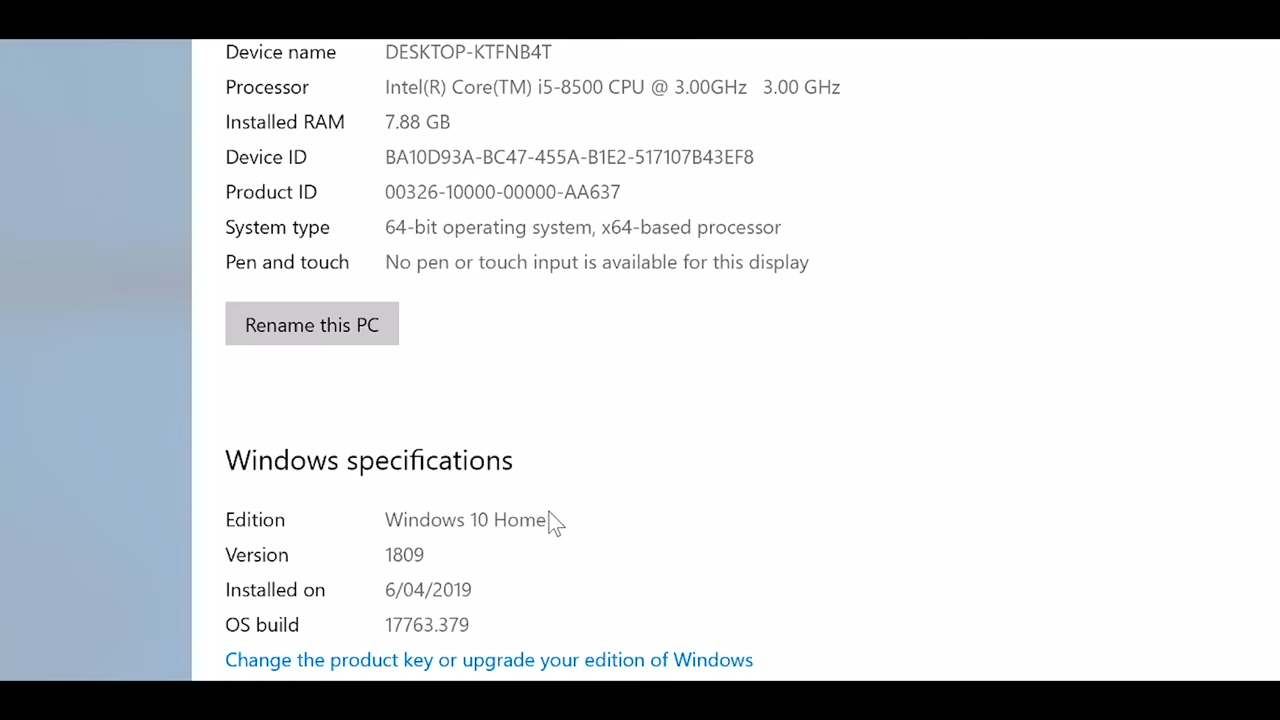 Device name DESKTOP-KTFNB4T
Processor Intel(R) Core(TM) i5-8500 CPU @ 3.00GHz 3.00 GHz
Installed RAM 7.88 GB
Device ID BA10D93A-BC47-455A-B1E2-517107B43EF8
Product ID 00326-10000-00000-AA637
System type 64-bit operating system, x64-based processor
Pen and touch No pen or touch input is available for this display
Rename this PC
Windows specifications
Edition Windows 10 Home
Version 1809
Installed on 6/04/2019
OS build 17763.379
Change the product key or upgrade your edition of Windows